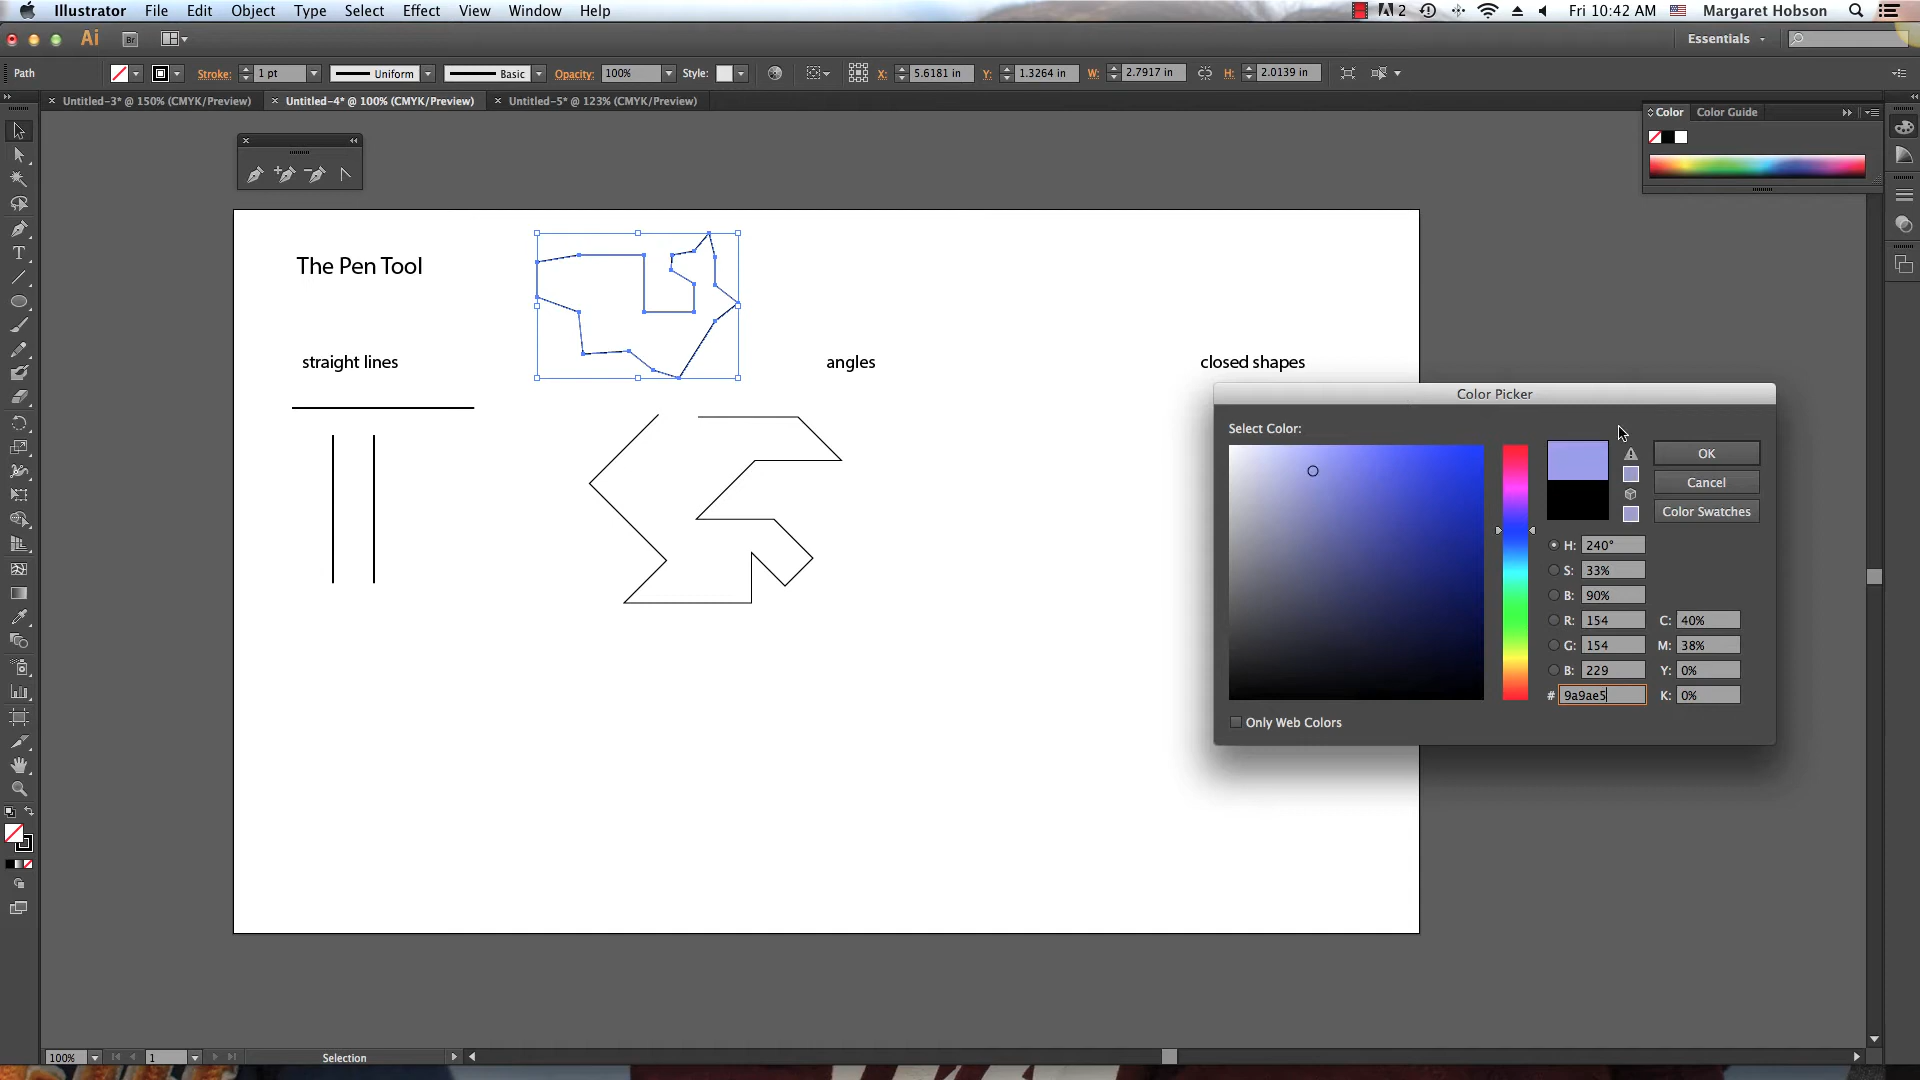 Illustrator File Edit Object Type Select Effect View Window Help
2 Fri 10:42 AM Margaret Hobson
Ai Br Essentials
Path Stroke: 1 pt Uniform Basic Opacity: 100% Style: X: 5.6181 in Y: 1.3264 in W: 2.7917 in H: 2.0139 in
Untitled-3* @ 150% (CMYK/Preview) Untitled-4* @ 100% (CMYK/Preview) Untitled-5* @ 123% (CMYK/Preview)
Color Color Guide
The Pen Tool
straight lines angles closed shapes
Color Picker
Select Color:
OK
Cancel
Color Swatches
H: 240°
S: 33%
B: 90%
R: 154 C: 40%
G: 154 M: 38%
B: 229 Y: 0%
# 9a9ae5 K: 0%
Only Web Colors
100% 1 Selection